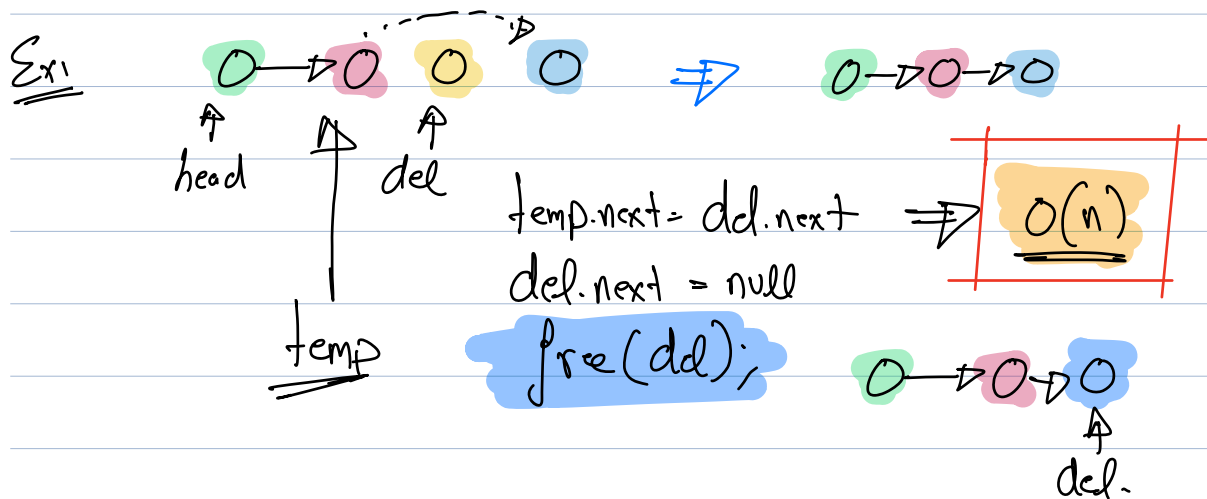 Ex1
head
del
temp.next = del.next
O(n)
del.next = null
temp
free(del);
del.